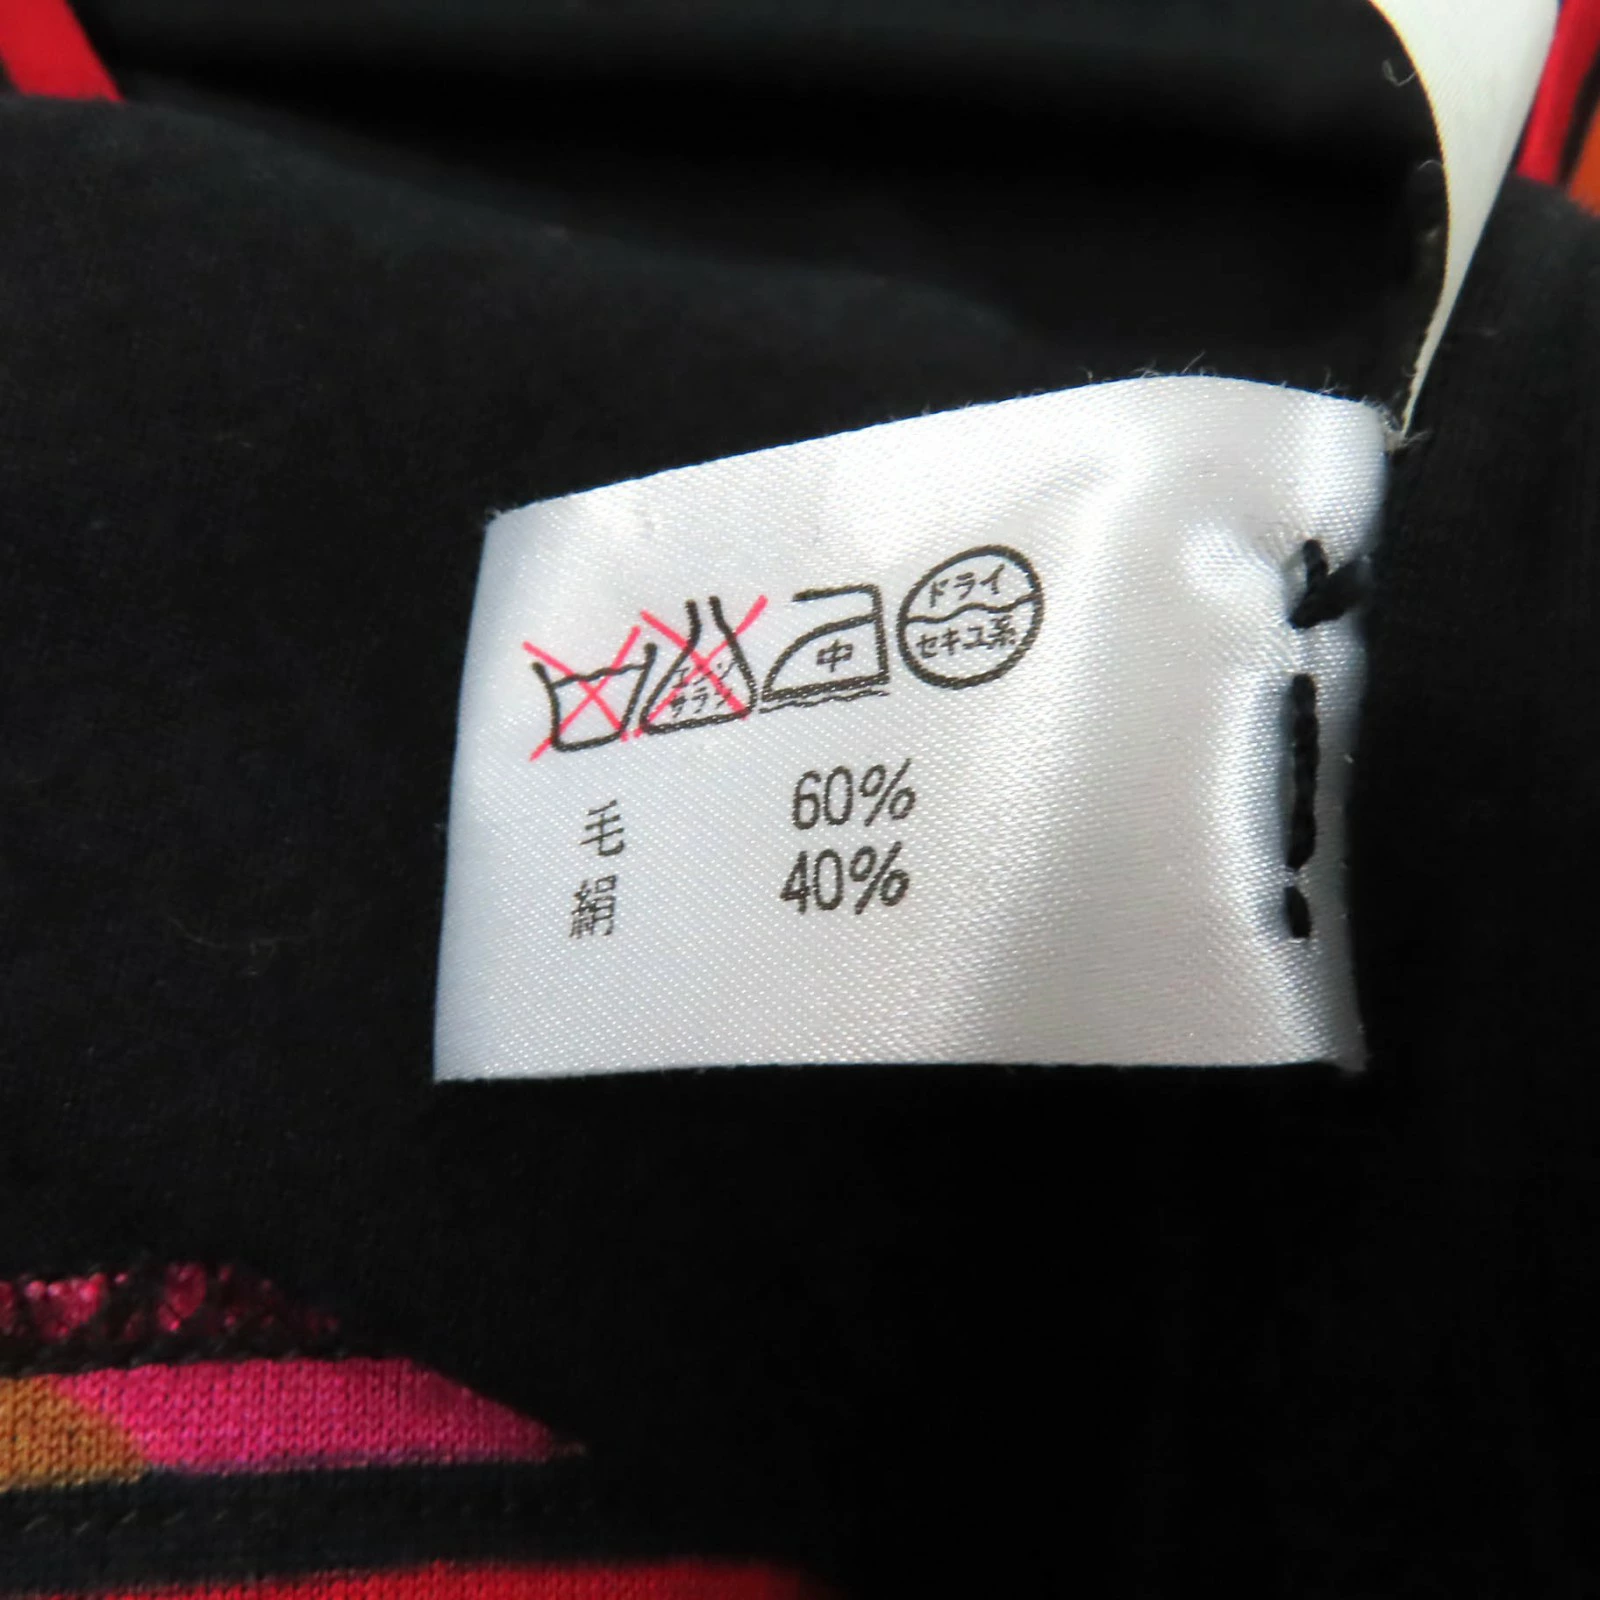 エンソ
サラシ
中
ドライ
セキユ系
毛 60%
絹 40%